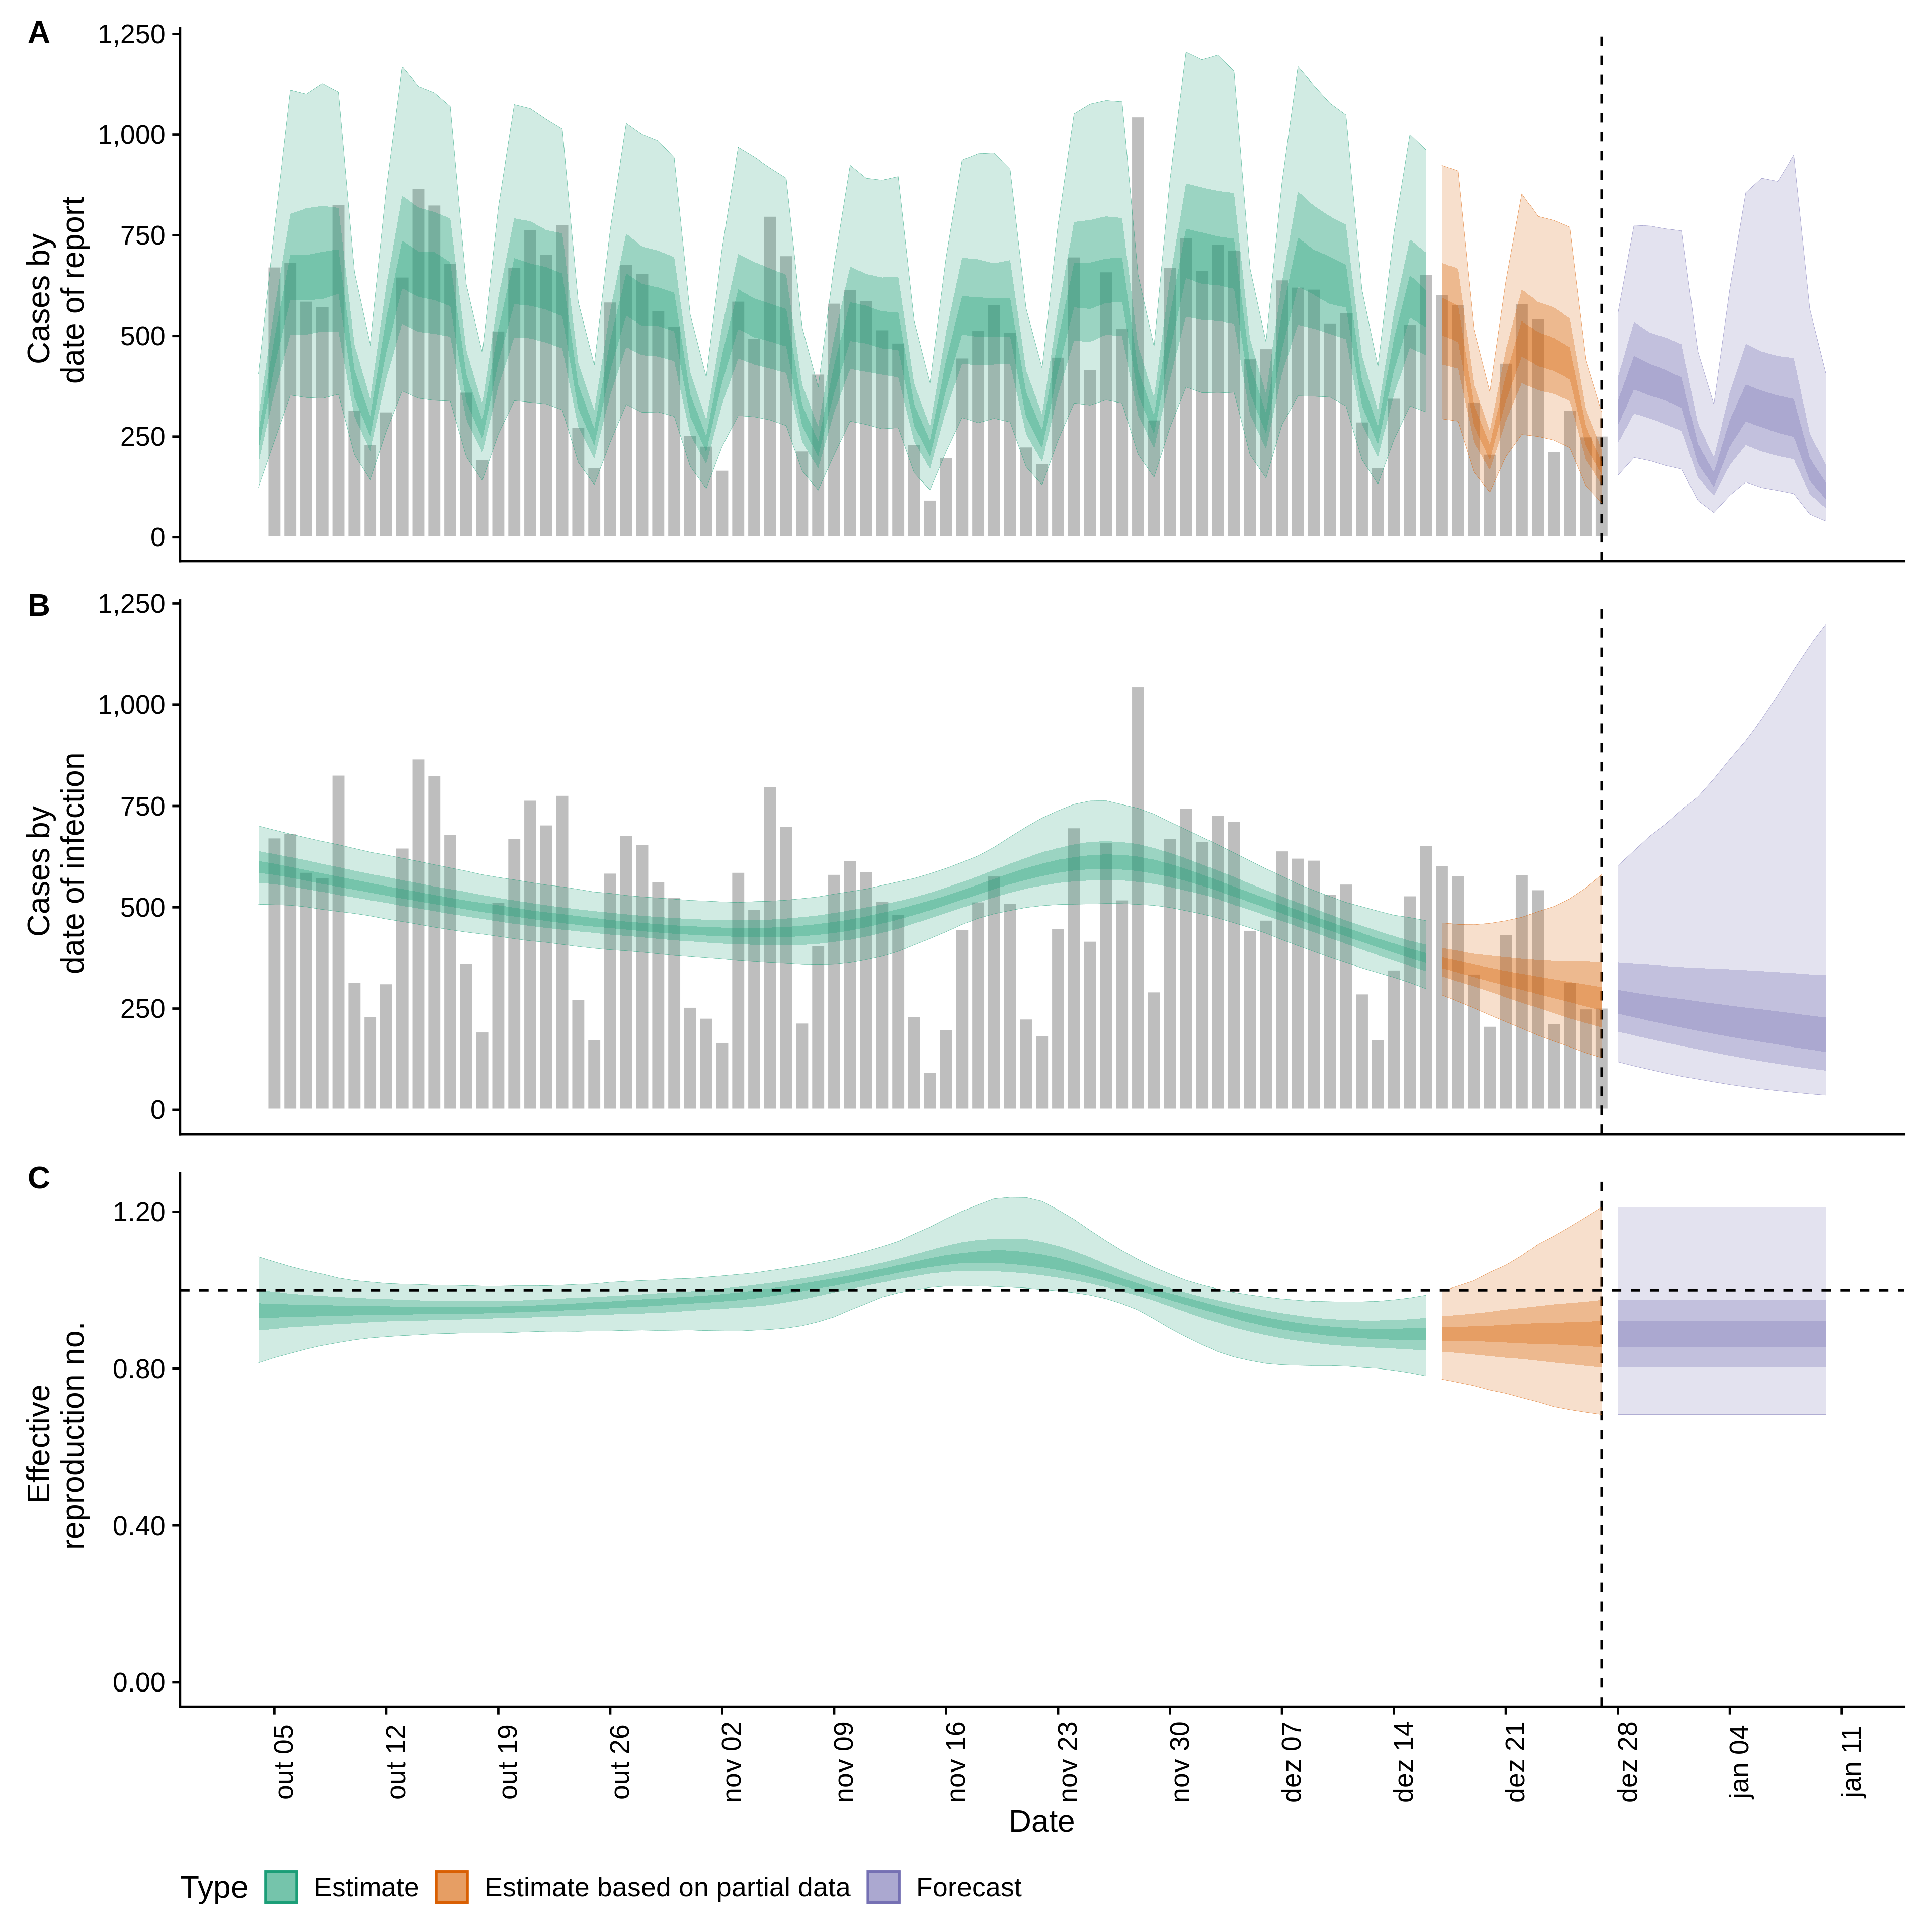 A
1,250
1,000
750
500
250
0
Cases by
date of report
B
1,250
1,000
750
500
250
0
Cases by
date of infection
C
1.20
0.80
0.40
0.00
Effective
reproduction no.
out 05
out 12
out 19
out 26
nov 02
nov 09
nov 16
nov 23
nov 30
dez 07
dez 14
dez 21
dez 28
jan 04
jan 11
Date
Type Estimate Estimate based on partial data Forecast